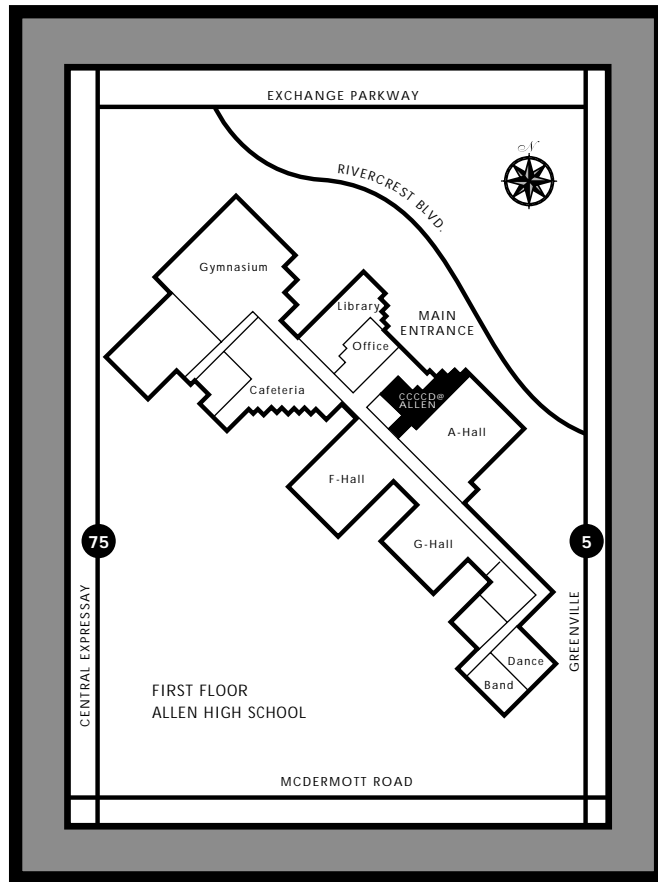 EXCHANGE PARKWAY
N
RIVERCREST BLVD.
Gymnasium
Library
MAIN
ENTRANCE
Office
Cafeteria
CCCCD@
ALLEN
A-Hall
F-Hall
G-Hall
75
5
CENTRAL EXPRESSAY
GREENVILLE
Dance
Band
FIRST FLOOR
ALLEN HIGH SCHOOL
MCDERMOTT ROAD